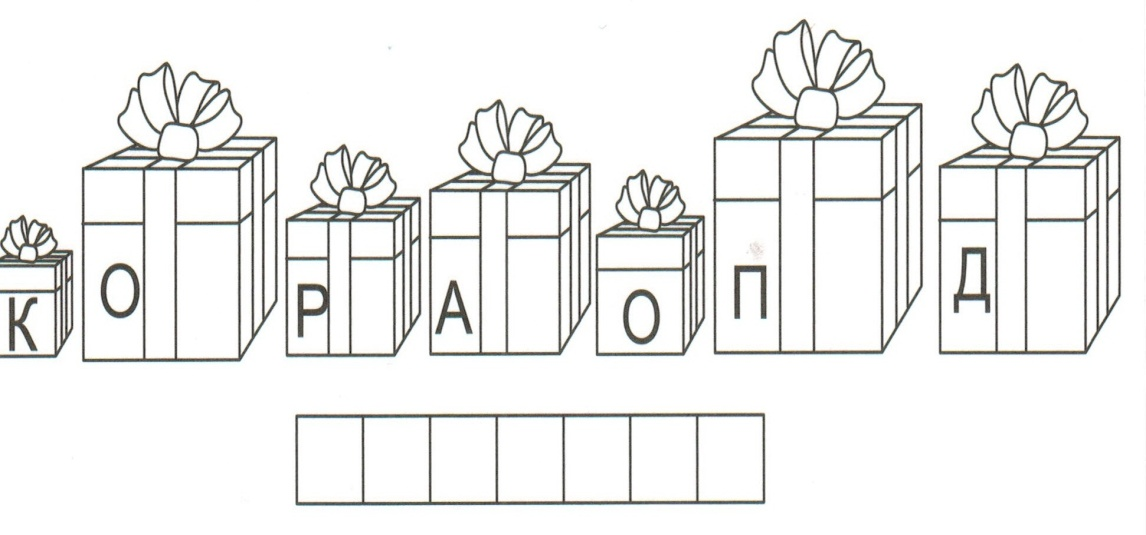 К О Р А О П Д